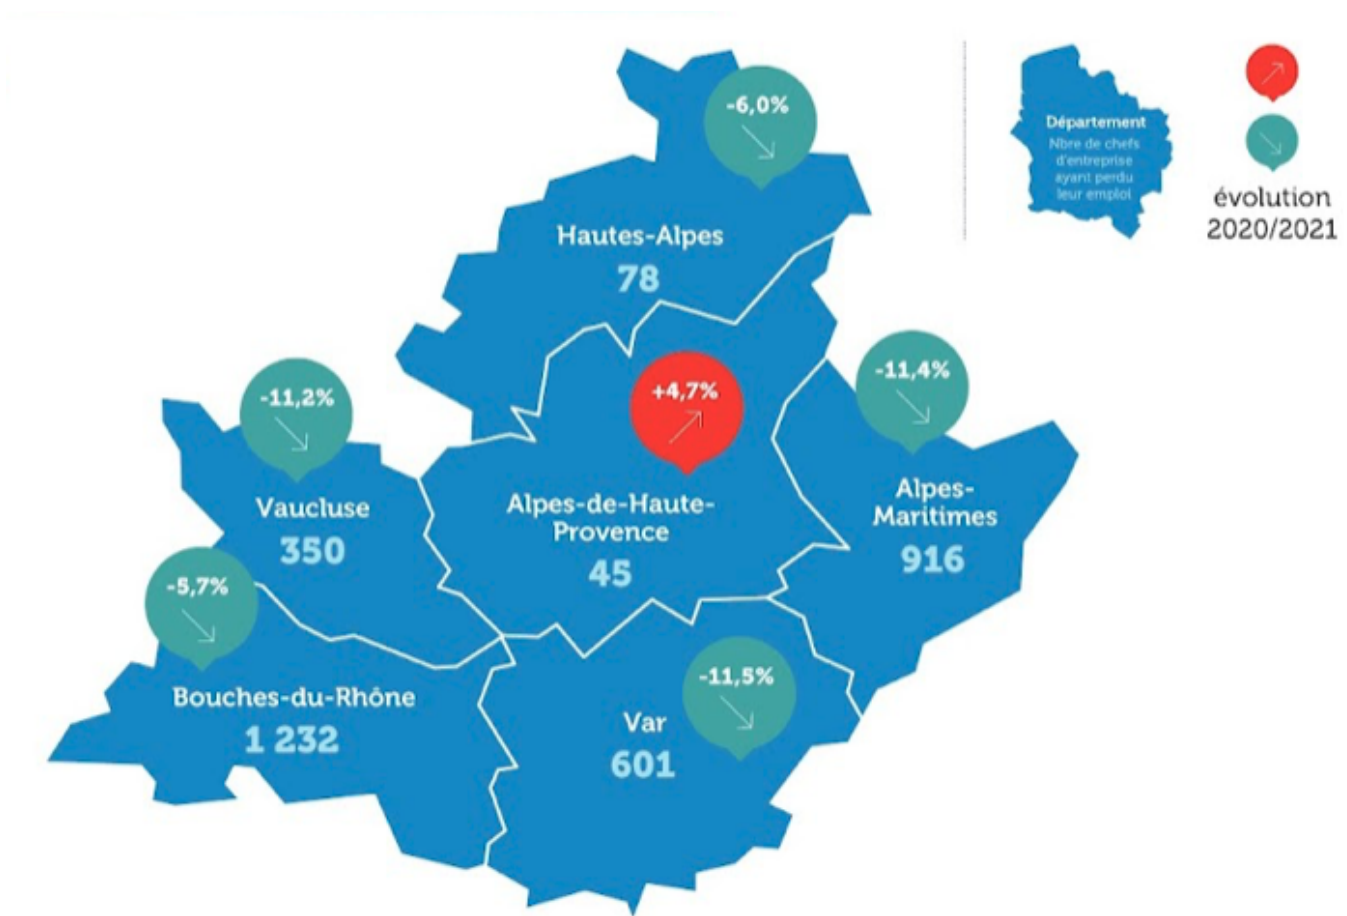 -6,0%
Département
Nbre de chefs
d'entreprise
ayant perdu
leur emploi
évolution
2020/2021
Hautes-Alpes
78
-11,2%
+4,7%
-11,4%
Vaucluse
350
Alpes-de-Haute-
Provence
45
Alpes-
Maritimes
916
-5,7%
Bouches-du-Rhône
1 232
-11,5%
Var
601